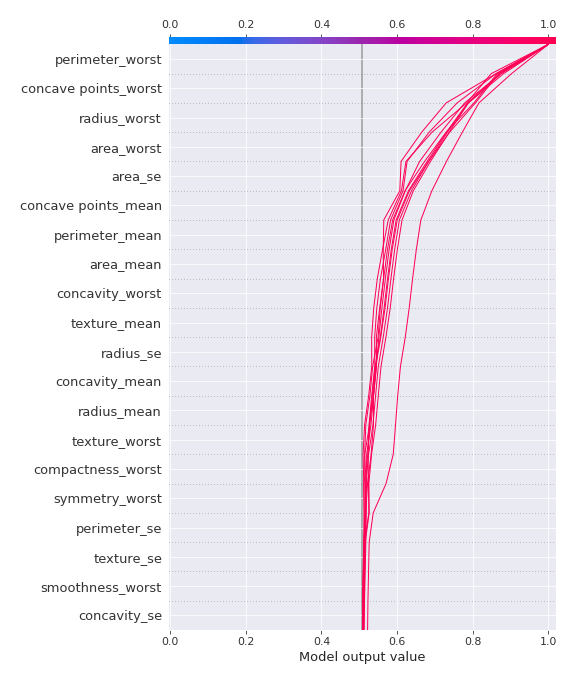 0.0 0.2 0.4 0.6 0.8 1.0
perimeter_worst
concave points_worst
radius_worst
area_worst
area_se
concave points_mean
perimeter_mean
area_mean
concavity_worst
texture_mean
radius_se
concavity_mean
radius_mean
texture_worst
compactness_worst
symmetry_worst
perimeter_se
texture_se
smoothness_worst
concavity_se
0.0 0.2 0.4 0.6 0.8 1.0
Model output value